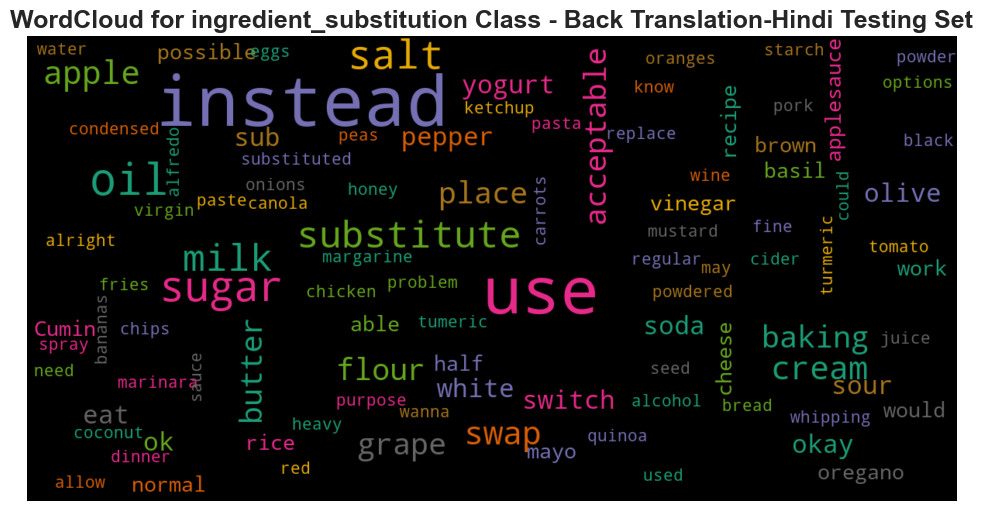 WordCloud for ingredient_substitution Class - Back Translation-Hindi Testing Set
water
possible
eggs
salt
apple
instead
yogurt
ketchup
pasta
acceptable
oranges
know
replace
starch
powder
options
pork
applesauce
recipe
black
condensed
alfredo
sub
peas
pepper
substituted
brown
basil
oil
onions
honey
place
wine
could
olive
virgin
paste
canola
carrots
vinegar
mustard
fine
turmeric
tomato
alright
substitute
milk
margarine
regular
may
cider
work
fries
sugar
chicken
problem
use
powdered
Cumin
spray
bananas
chips
butter
able
tumeric
soda
cheese
baking
juice
need
marinara
sauce
flour
half
white
seed
cream
sour
purpose
wanna
switch
alcohol
bread
whipping
would
eat
coconut
ok
dinner
rice
heavy
grape
swap
mayo
quinoa
okay
oregano
red
used
allow
normal